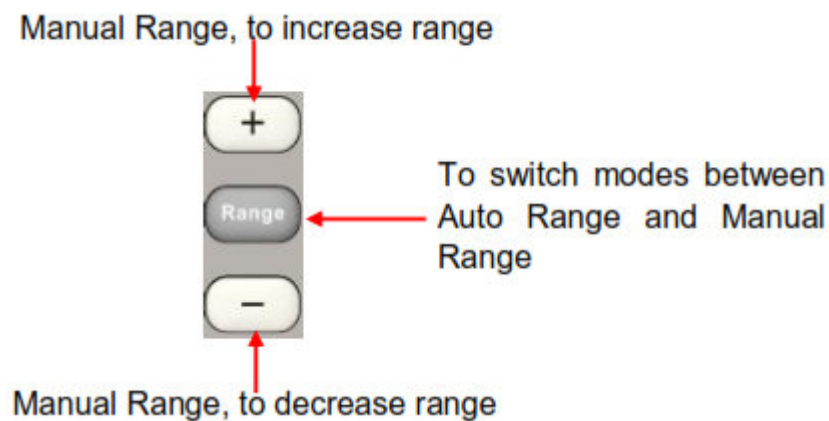 Manual Range, to increase range
+
Range
To switch modes between
Auto Range and Manual
Range
−
Manual Range, to decrease range